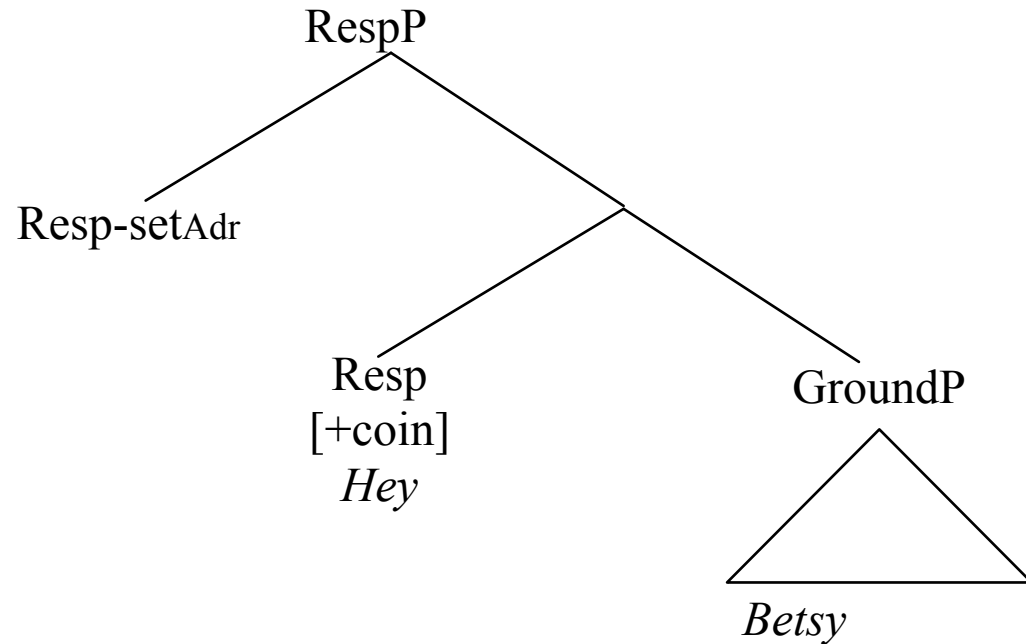 RespP
Resp-setAdr
Resp
[+coin]
Hey
GroundP
Betsy